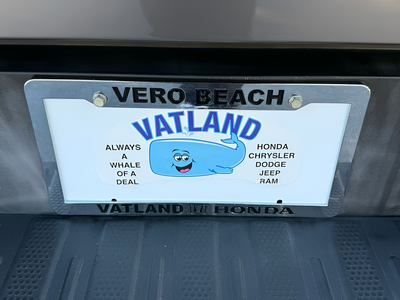 VERO BEACH
VATLAND
ALWAYS
A
WHALE
OF A
DEAL
HONDA
CHRYSLER
DODGE
JEEP
RAM
VATLAND HONDA